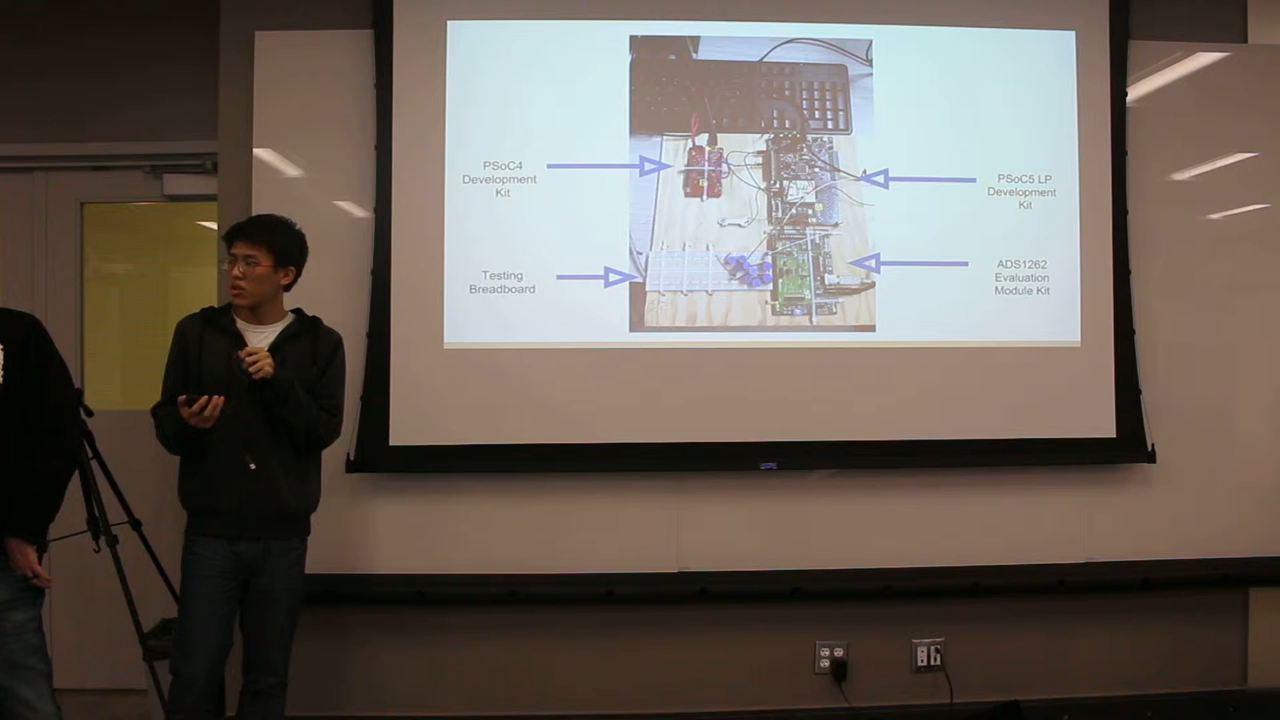 PSoC4
Development
Kit
PSoC5 LP
Development
Kit
Testing
Breadboard
ADS1262
Evaluation
Module Kit